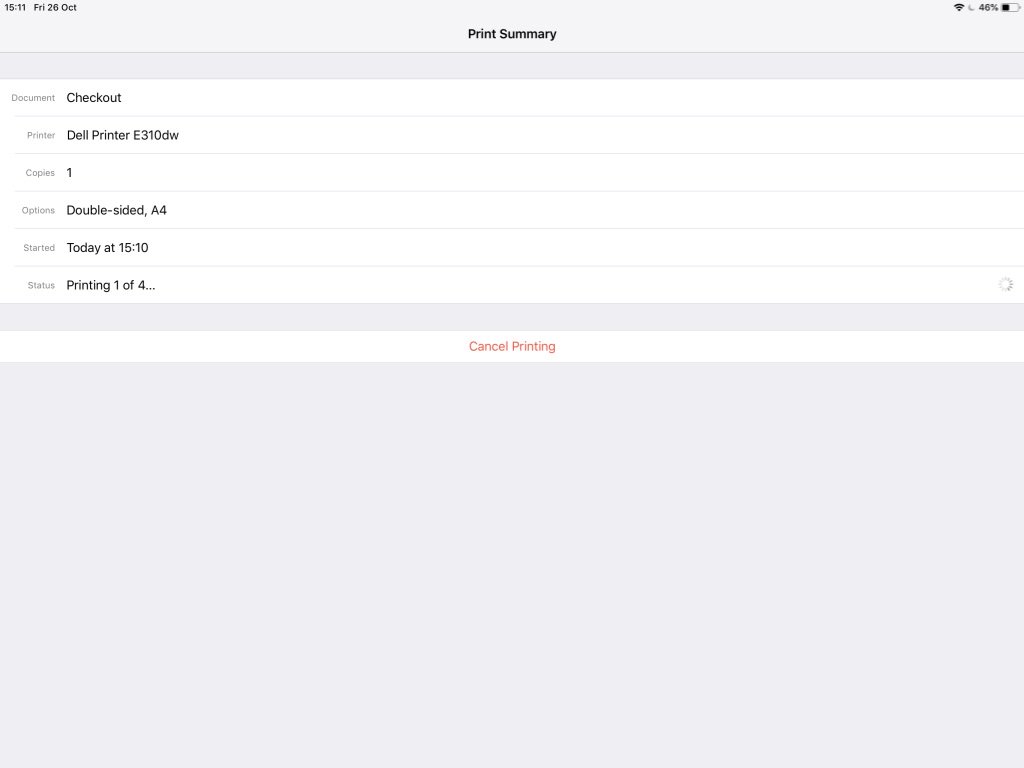 15:11 Fri 26 Oct 46%
Print Summary
Document Checkout
Printer Dell Printer E310dw
Copies 1
Options Double-sided, A4
Started Today at 15:10
Status Printing 1 of 4...
Cancel Printing